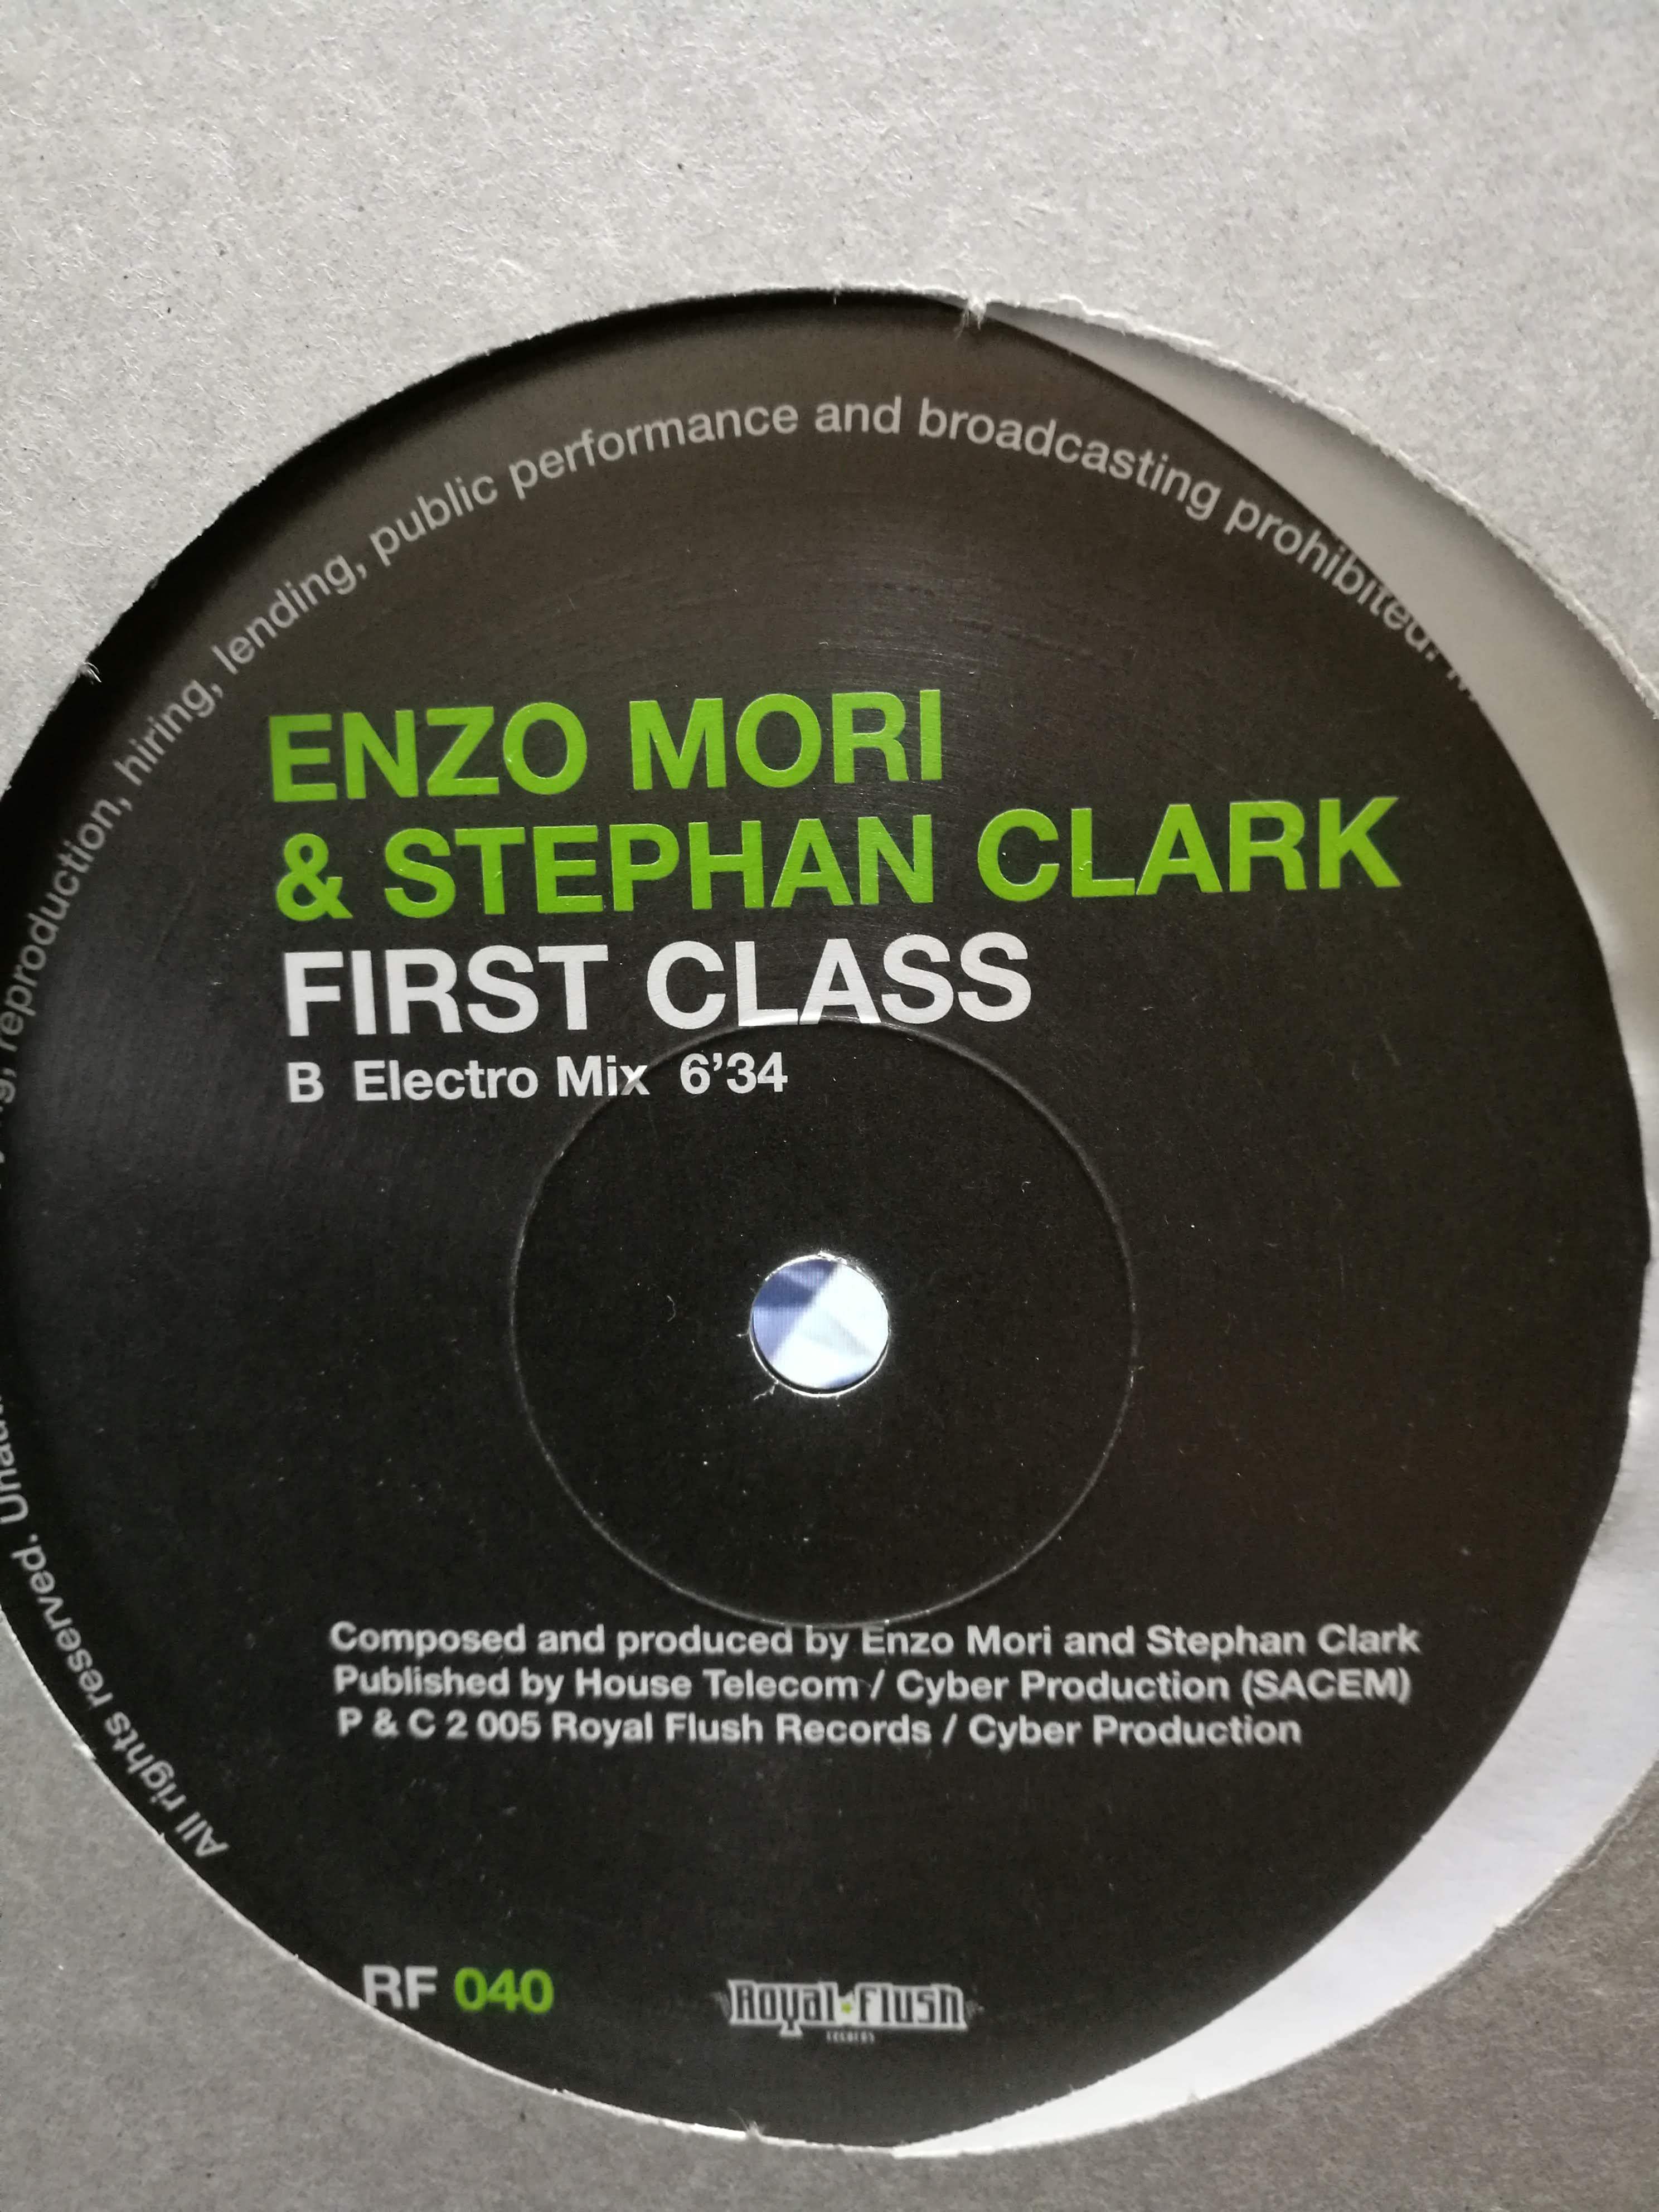 All rights reserved. reproduction, hiring, lending, public performance and broadcasting prohibited.
ENZO MORI
& STEPHAN CLARK
FIRST CLASS
B Electro Mix 6’34
Composed and produced by Enzo Mori and Stephan Clark
Published by House Telecom / Cyber Production (SACEM)
P & C 2 005 Royal Flush Records / Cyber Production
RF 040
Royal Flush
records